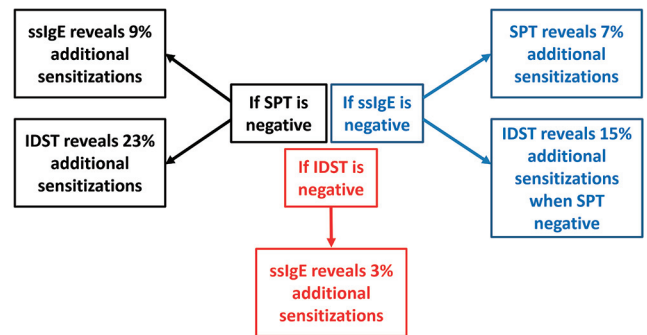 ssIgE reveals 9%
additional
sensitizations
IDST reveals 23%
additional
sensitizations
If SPT is
negative
If ssIgE is
negative
If IDST is
negative
ssIgE reveals 3%
additional
sensitizations
SPT reveals 7%
additional
sensitizations
IDST reveals 15%
additional
sensitizations
when SPT
negative